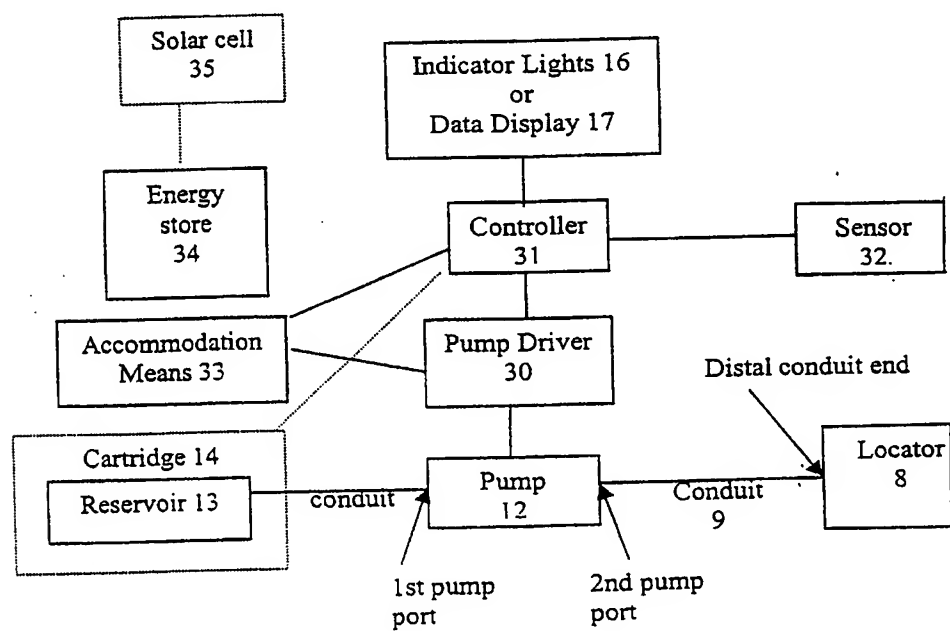 Solar cell
35
Indicator Lights 16
or
Data Display 17
Energy
store
34
Controller
31
Sensor
32.
Accommodation
Means 33
Pump Driver
30
Distal conduit end
Cartridge 14
Reservoir 13
conduit
Pump
12
Conduit
9
Locator
8
1st pump
port
2nd pump
port